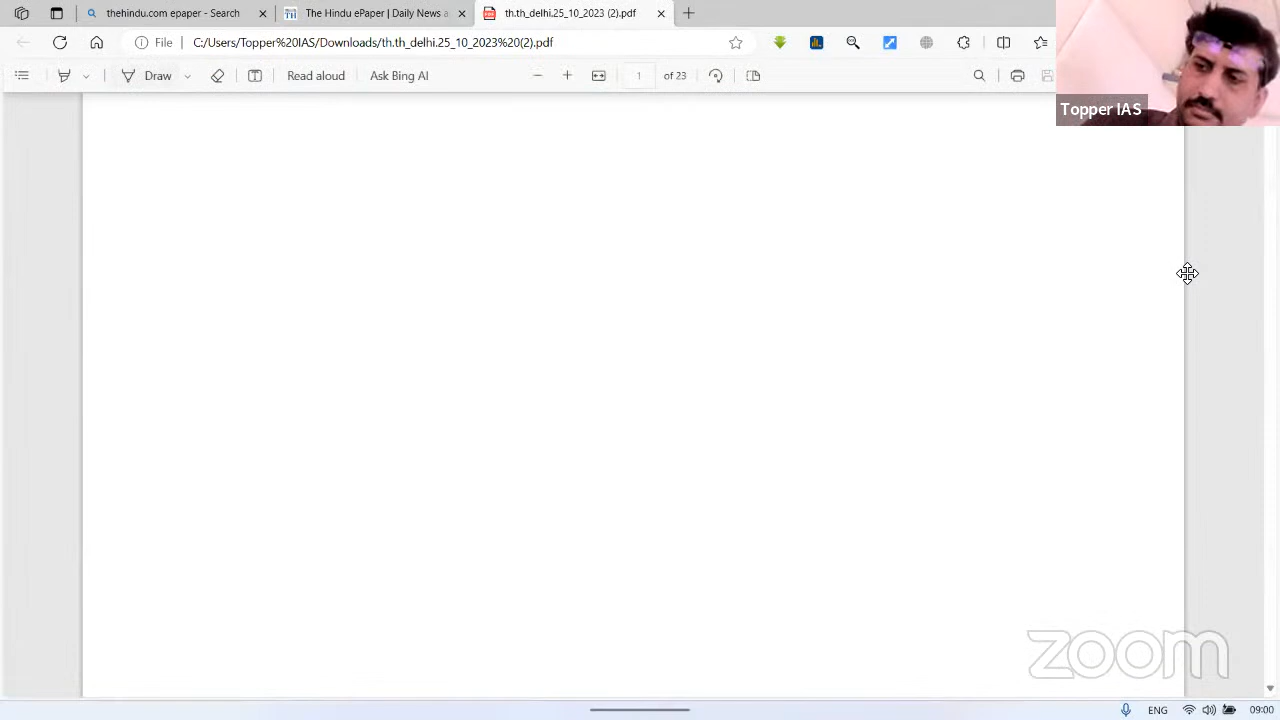 thehindu.com epaper - Search
TH The Hindu ePaper | Daily News a
PDF th.th_delhi.25_10_2023 (2).pdf
File C:/Users/Topper%20IAS/Downloads/th.th_delhi.25_10_2023%20(2).pdf
Draw Read aloud Ask Bing AI 1 of 23
Topper IAS
zoom
ENG 09:00